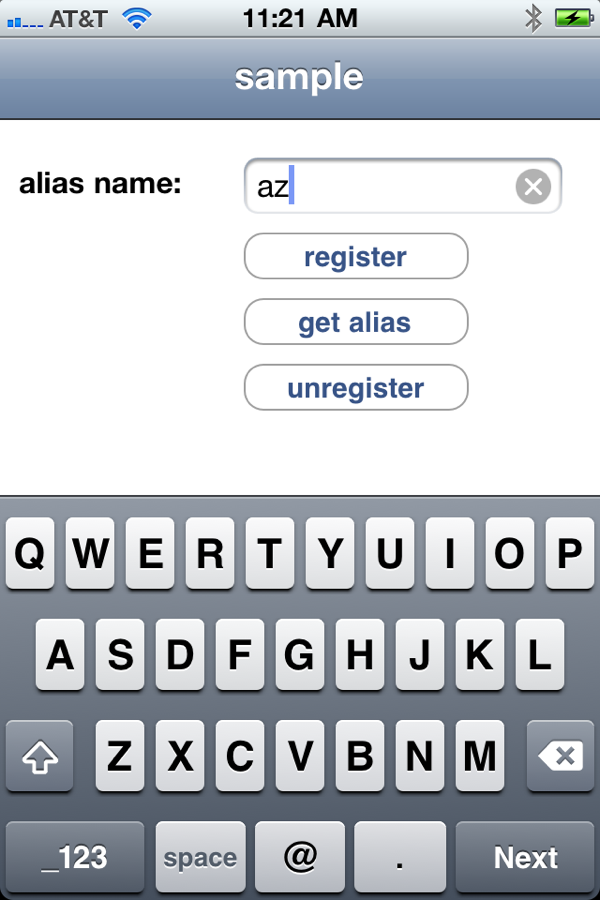 AT&T 11:21 AM
sample
alias name: az
register
get alias
unregister
Q W E R T Y U I O P
A S D F G H J K L
Z X C V B N M
_123 space @ . Next